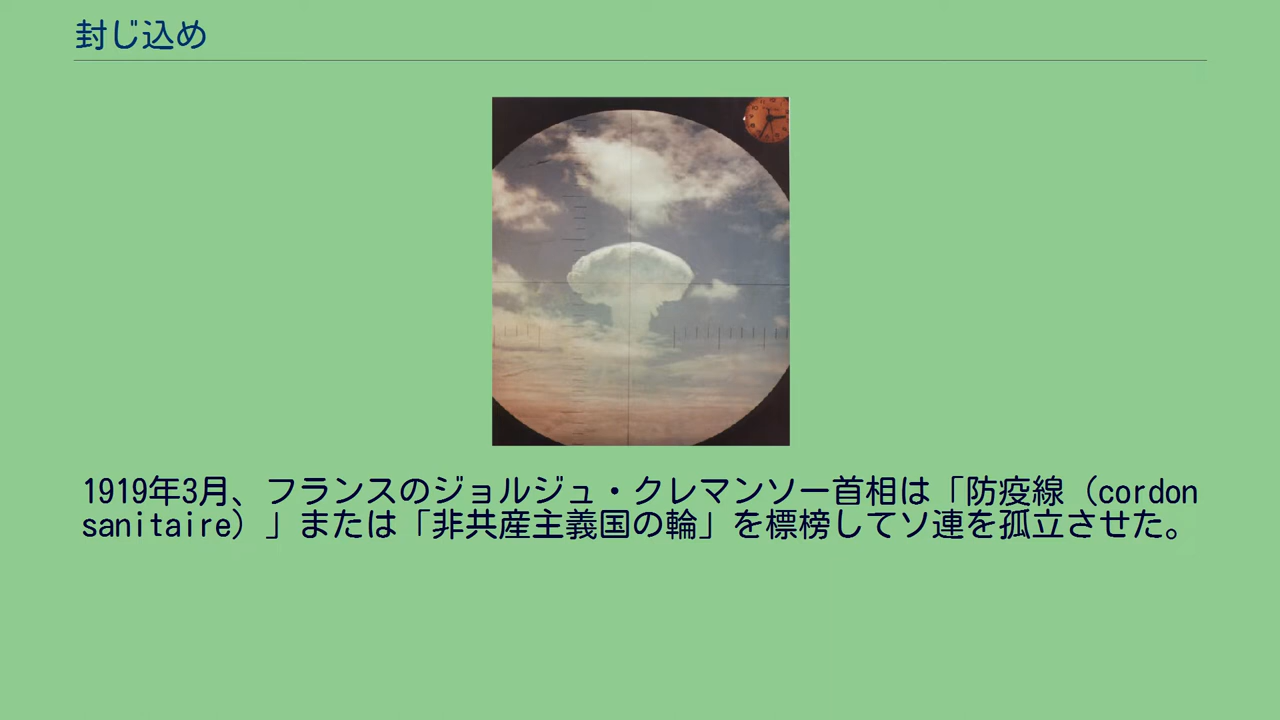 封じ込め
1919年3月、フランスのジョルジュ・クレマンソー首相は「防疫線（cordon
sanitaire）」または「非共産主義国の輪」を標榜してソ連を孤立させた。